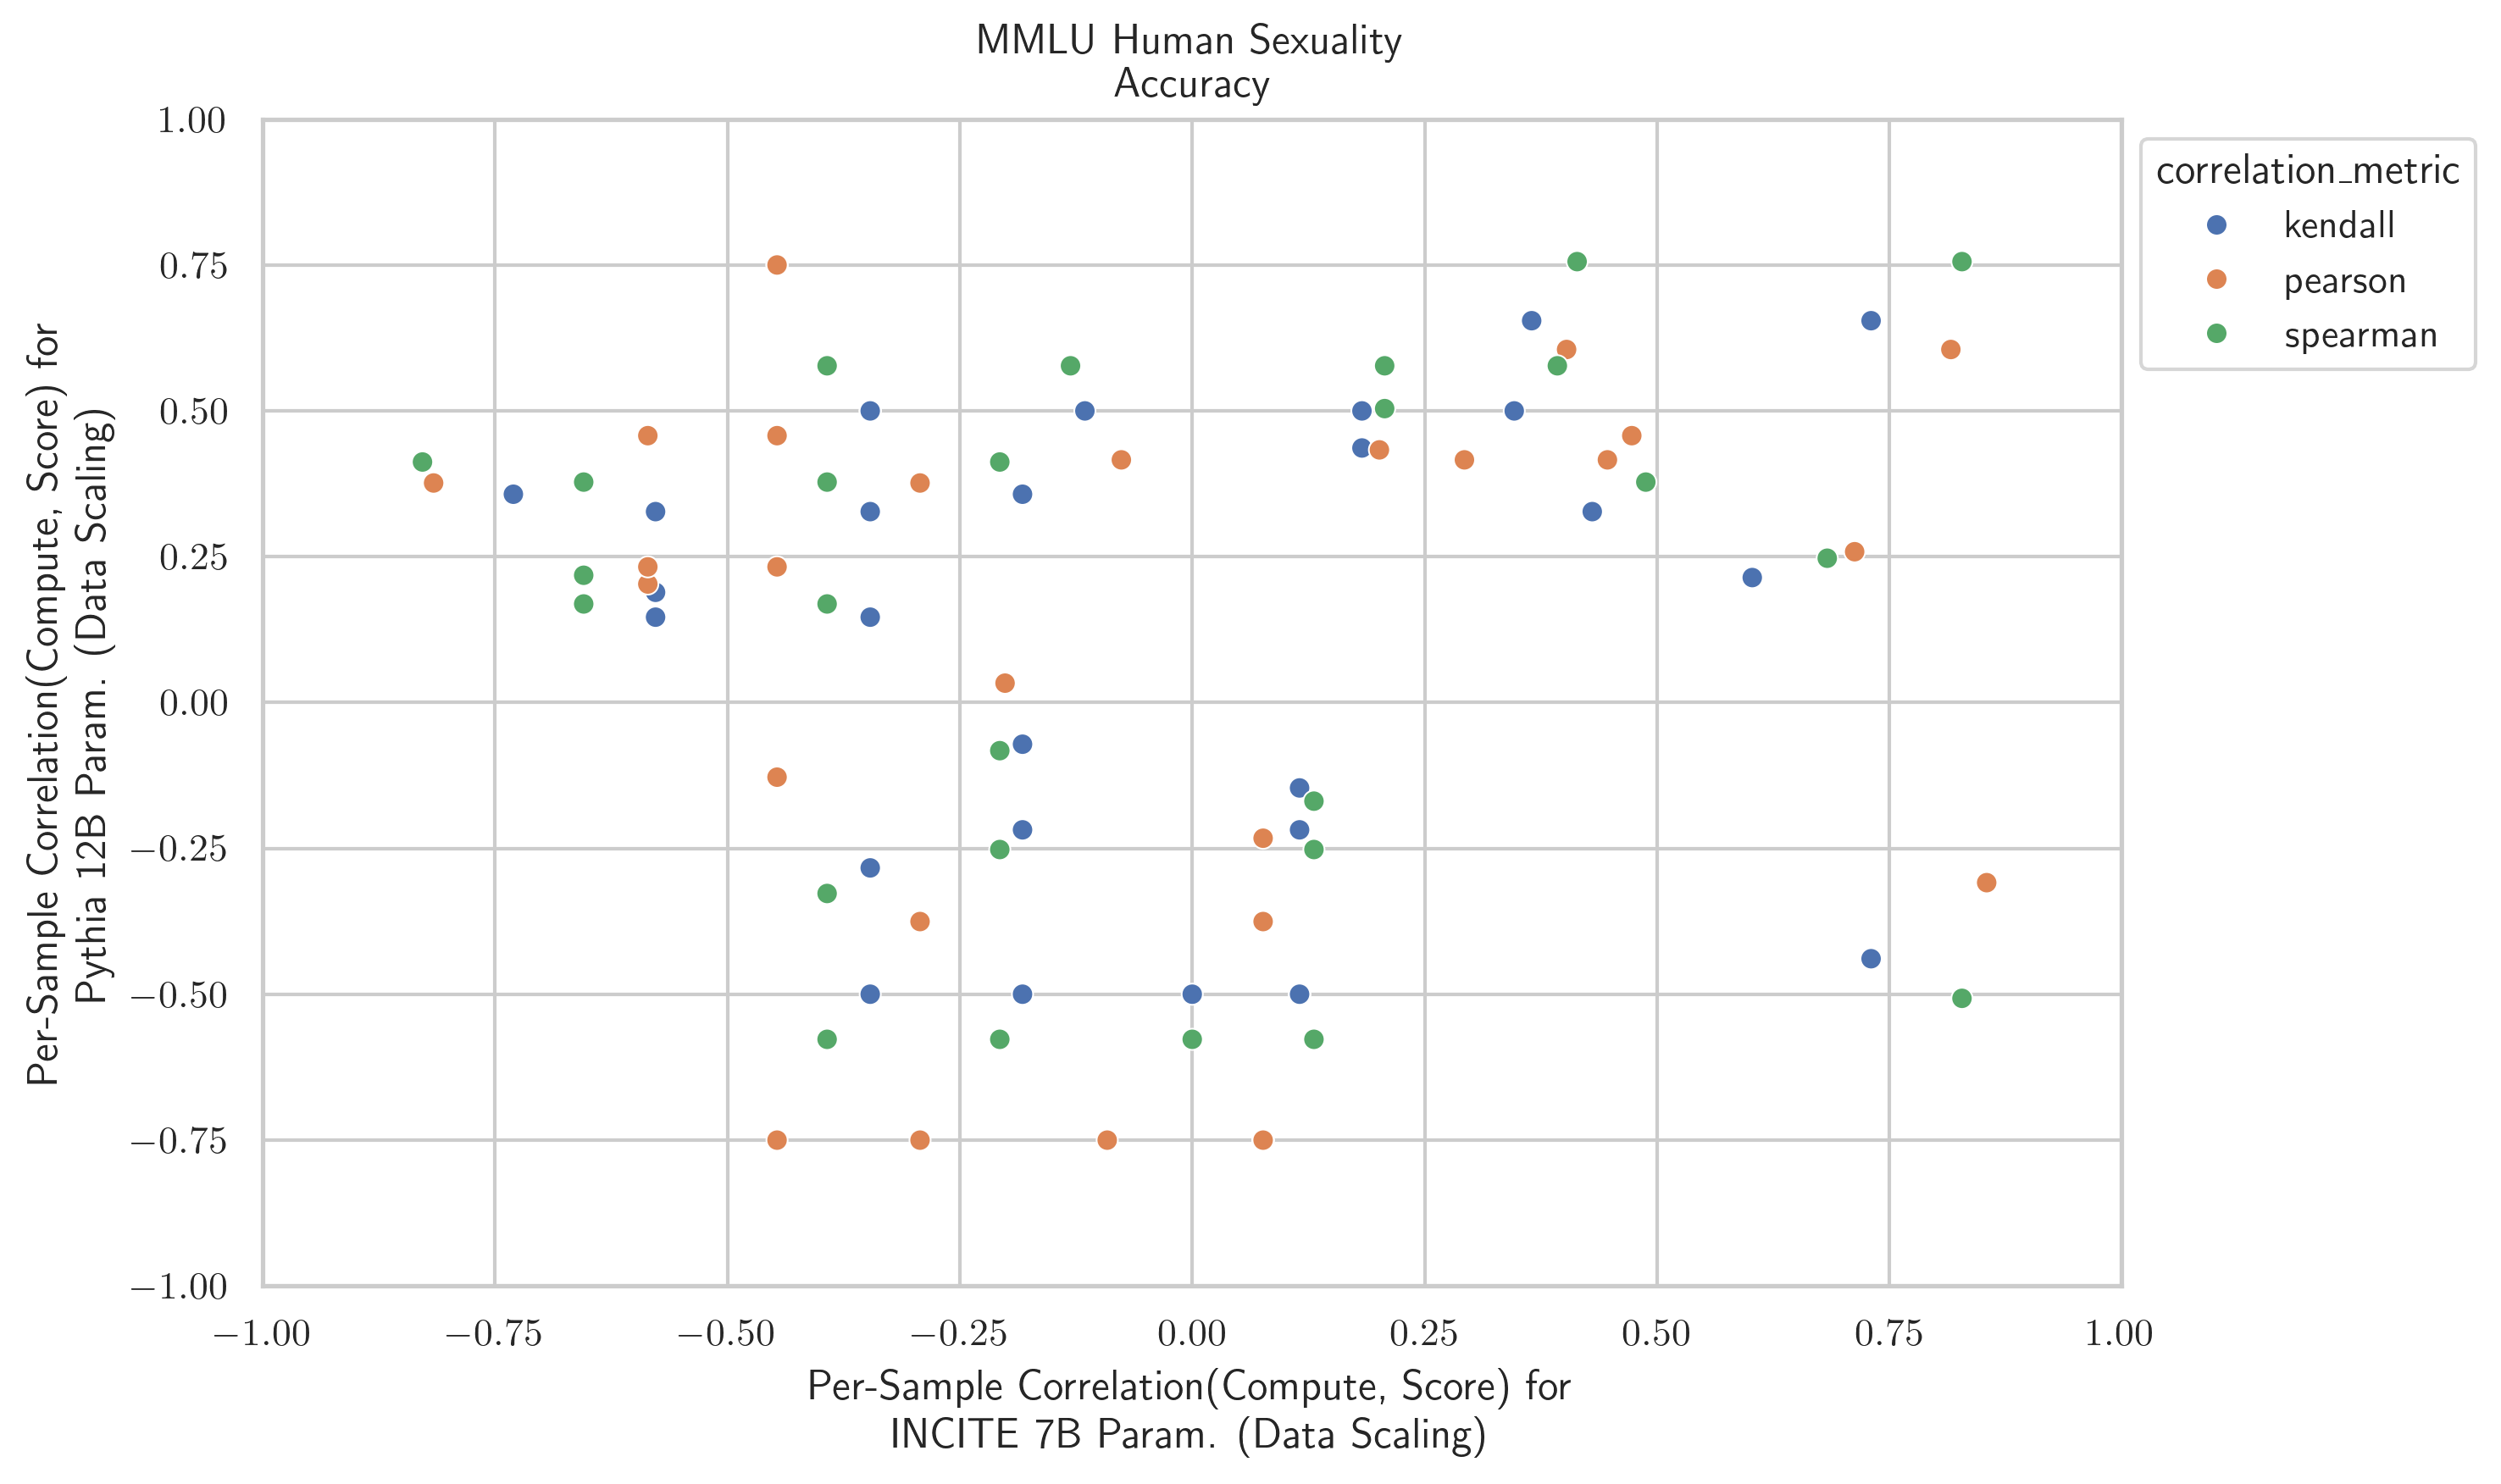 MMLU Human Sexuality
Accuracy
1.00
0.75
0.50
0.25
0.00
−0.25
−0.50
−0.75
−1.00
Per-Sample Correlation(Compute, Score) for
Pythia 12B Param. (Data Scaling)
−1.00 −0.75 −0.50 −0.25 0.00 0.25 0.50 0.75 1.00
Per-Sample Correlation(Compute, Score) for
INCITE 7B Param. (Data Scaling)
correlation_metric
kendall
pearson
spearman